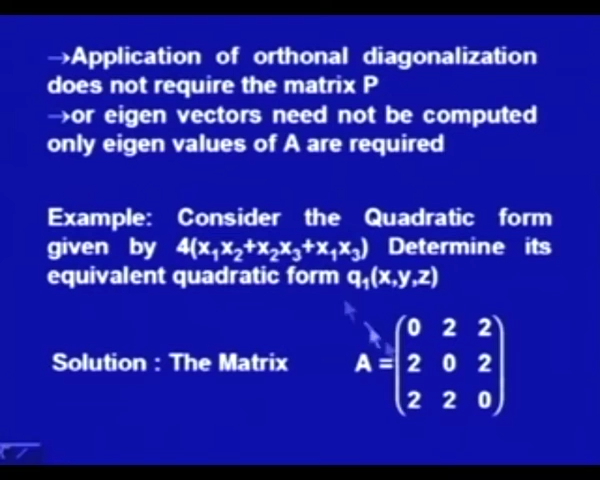 →Application of orthonal diagonalization
does not require the matrix P
→or eigen vectors need not be computed
only eigen values of A are required
Example: Consider the Quadratic form
given by 4(x₁x₂+x₂x₃+x₁x₃) Determine its
equivalent quadratic form q₁(x,y,z)
0 2 2
Solution : The Matrix A = 2 0 2
2 2 0